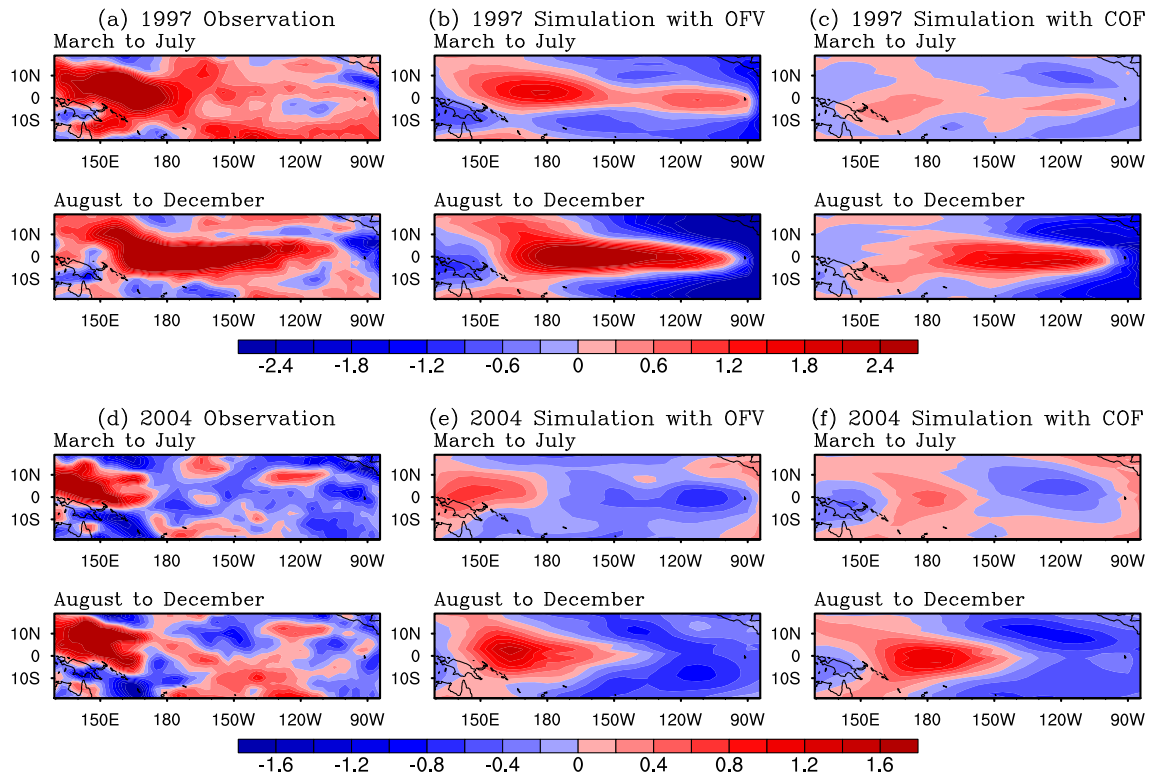 (a) 1997 Observation (b) 1997 Simulation with OFV (c) 1997 Simulation with COF
March to July March to July March to July
10N 10N 10N
0 0 0
10S 10S 10S
150E 180 150W 120W 90W 150E 180 150W 120W 90W 150E 180 150W 120W 90W
August to December August to December August to December
10N 10N 10N
0 0 0
10S 10S 10S
150E 180 150W 120W 90W 150E 180 150W 120W 90W 150E 180 150W 120W 90W
-2.4 -1.8 -1.2 -0.6 0 0.6 1.2 1.8 2.4
(d) 2004 Observation (e) 2004 Simulation with OFV (f) 2004 Simulation with COF
March to July March to July March to July
10N 10N 10N
0 0 0
10S 10S 10S
150E 180 150W 120W 90W 150E 180 150W 120W 90W 150E 180 150W 120W 90W
August to December August to December August to December
10N 10N 10N
0 0 0
10S 10S 10S
150E 180 150W 120W 90W 150E 180 150W 120W 90W 150E 180 150W 120W 90W
-1.6 -1.2 -0.8 -0.4 0 0.4 0.8 1.2 1.6